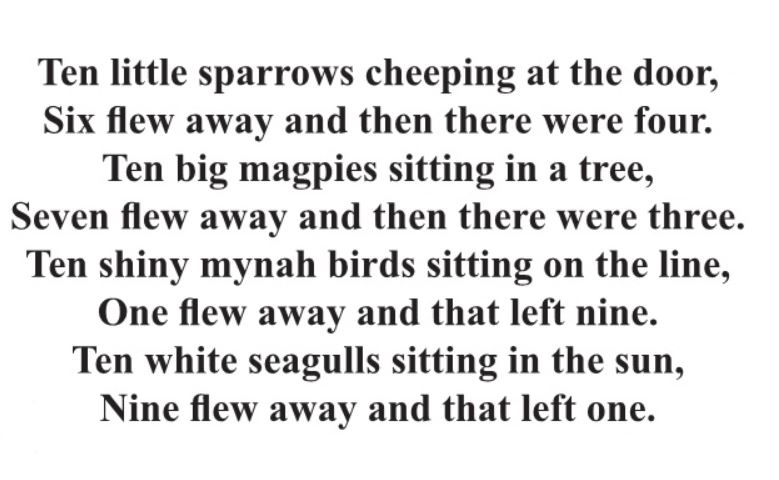 Ten little sparrows cheeping at the door,
Six flew away and then there were four.
Ten big magpies sitting in a tree,
Seven flew away and then there were three.
Ten shiny mynah birds sitting on the line,
One flew away and that left nine.
Ten white seagulls sitting in the sun,
Nine flew away and that left one.